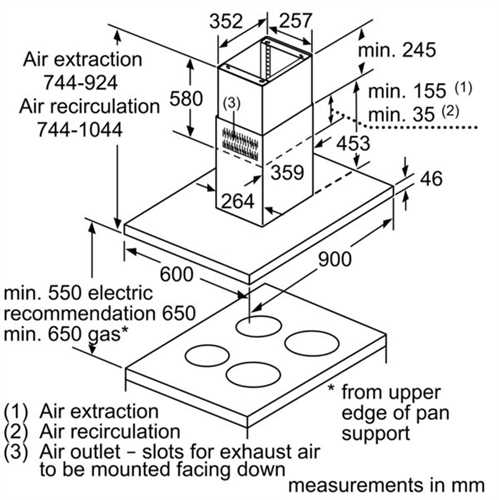 352
257
Air extraction
744-924
Air recirculation
744-1044
580
(3)
min. 245
min. 155 (1)
min. 35 (2)
453
359
264
46
600
900
min. 550 electric
recommendation 650
min. 650 gas*
* from upper
edge of pan
support
(1) Air extraction
(2) Air recirculation
(3) Air outlet – slots for exhaust air
to be mounted facing down
measurements in mm